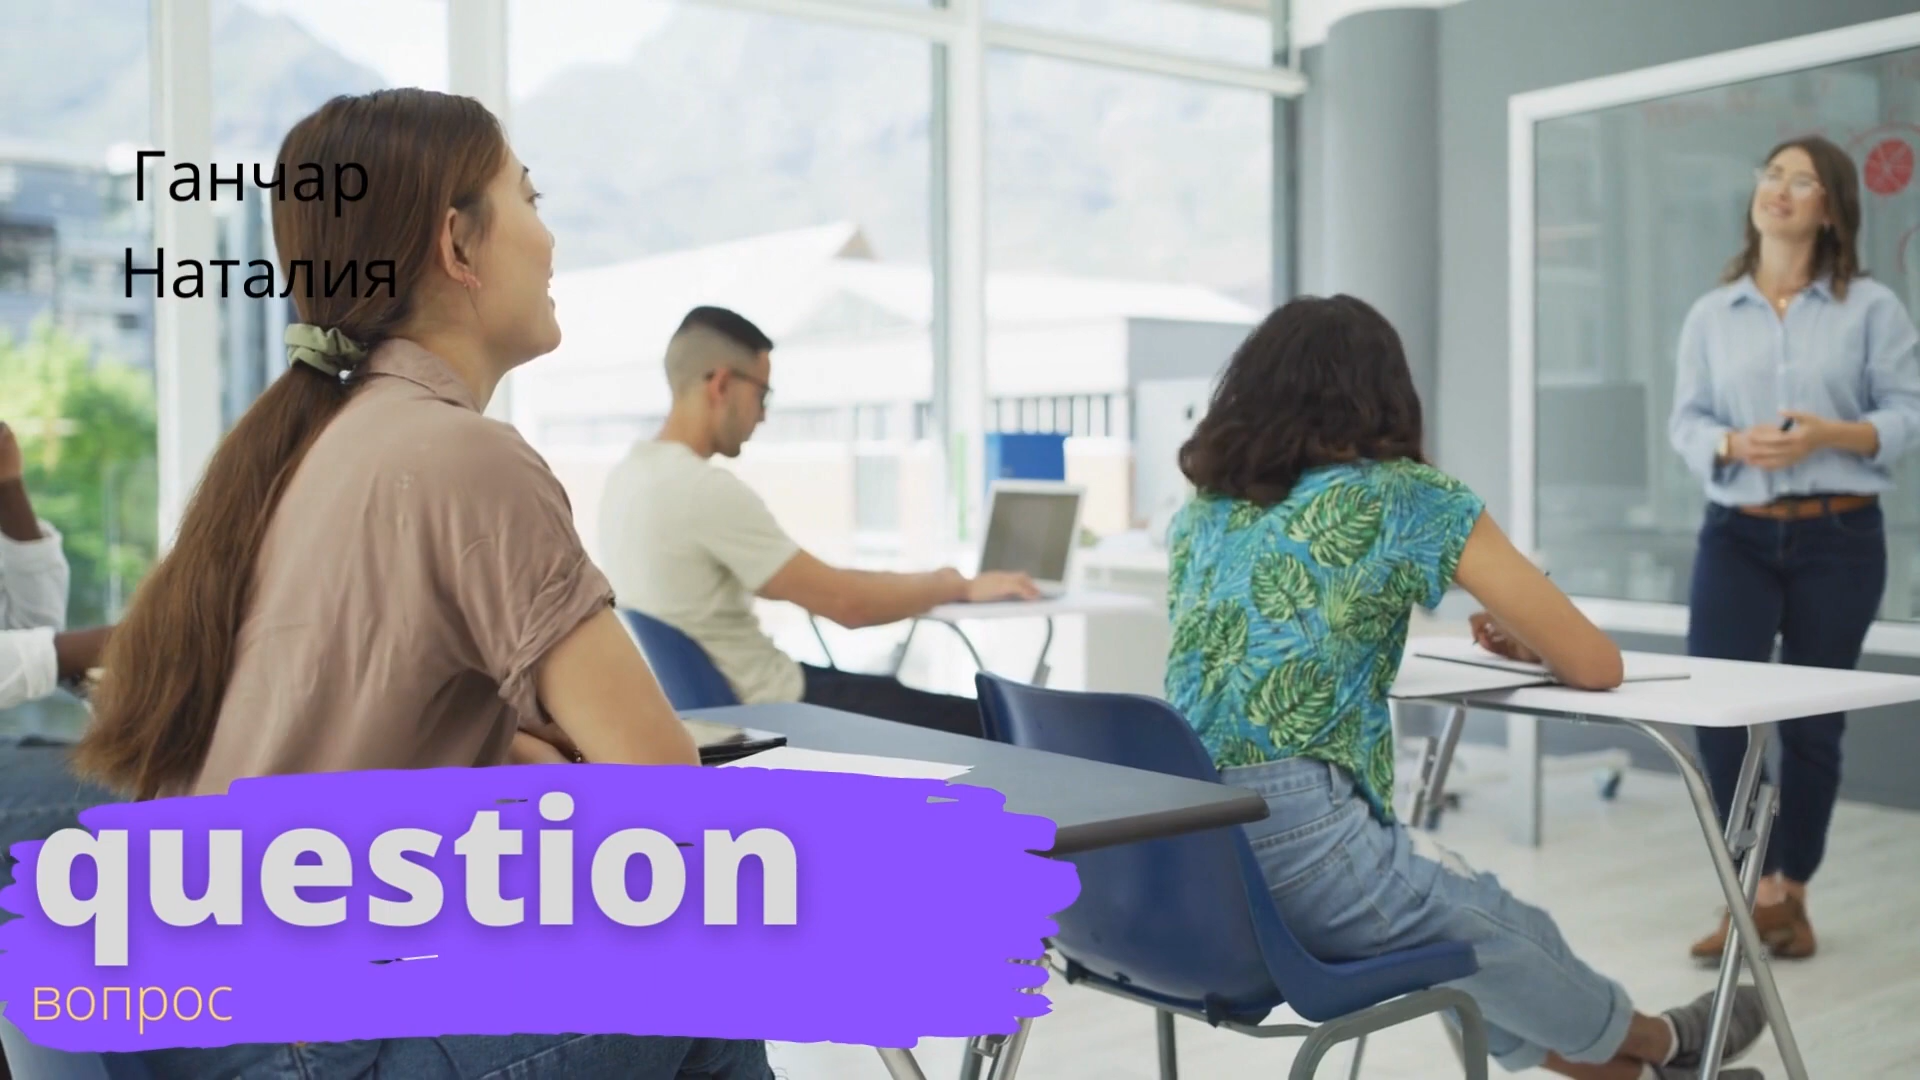 Ганчар
Наталия
question
вопрос